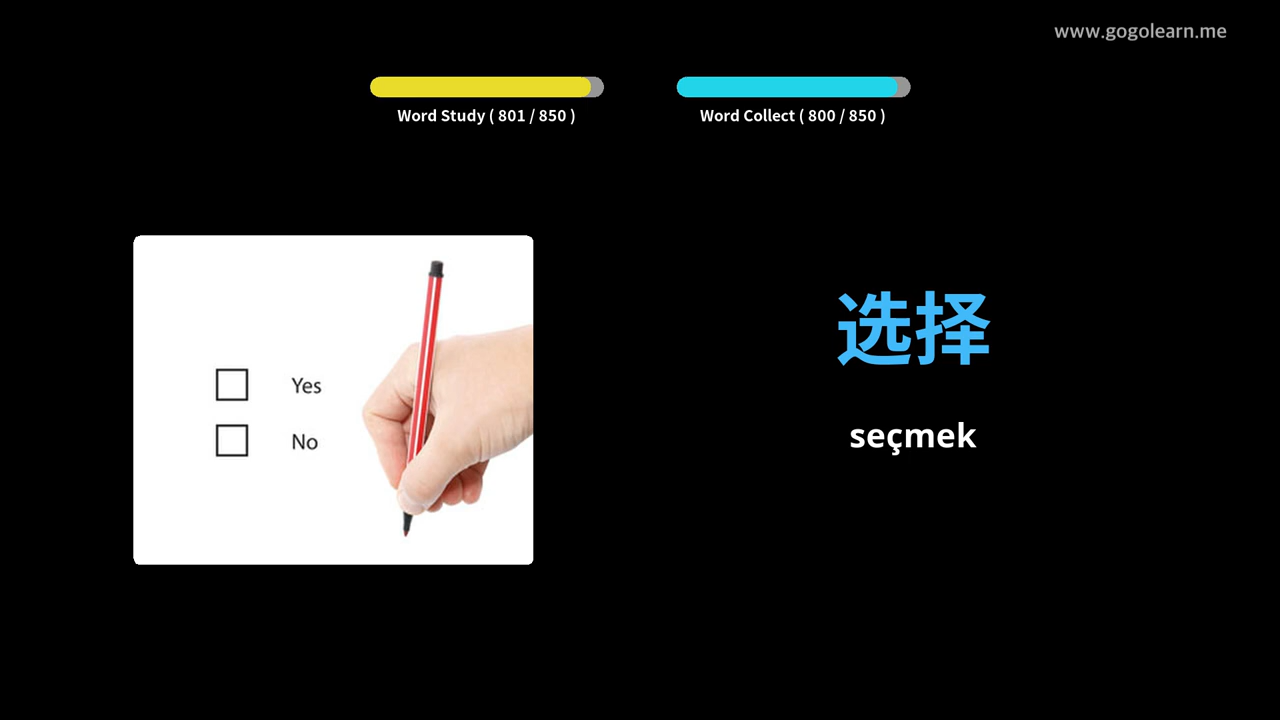 www.gogolearn.me
Word Study ( 801 / 850 )
Word Collect ( 800 / 850 )
Yes
No
选择
seçmek